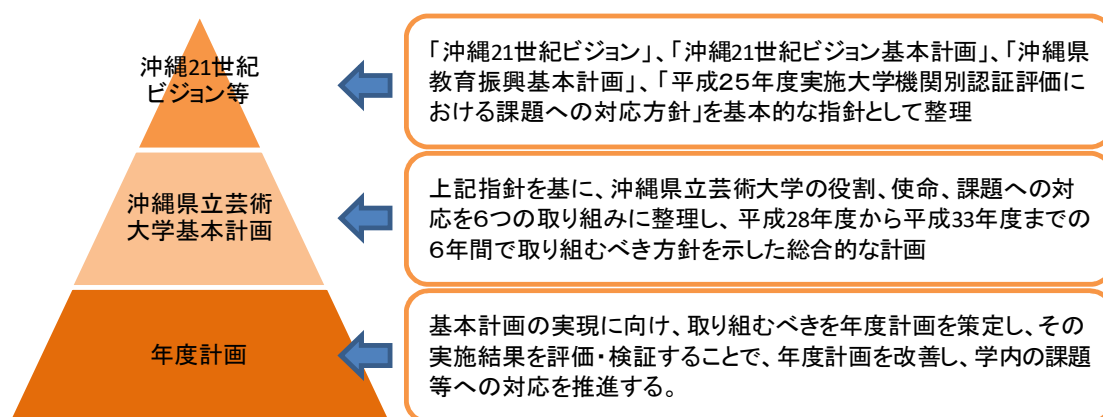 沖縄21世紀
ビジョン等
「沖縄21世紀ビジョン」、「沖縄21世紀ビジョン基本計画」、「沖縄県
教育振興基本計画」、「平成25年度実施大学機関別認証評価に
おける課題への対応方針」を基本的な指針として整理
沖縄県立芸術
大学基本計画
上記指針を基に、沖縄県立芸術大学の役割、使命、課題への対
応を6つの取り組みに整理し、平成28年度から平成33年度までの
6年間で取り組むべき方針を示した総合的な計画
年度計画
基本計画の実現に向け、取り組むべきを年度計画を策定し、その
実施結果を評価・検証することで、年度計画を改善し、学内の課題
等への対応を推進する。